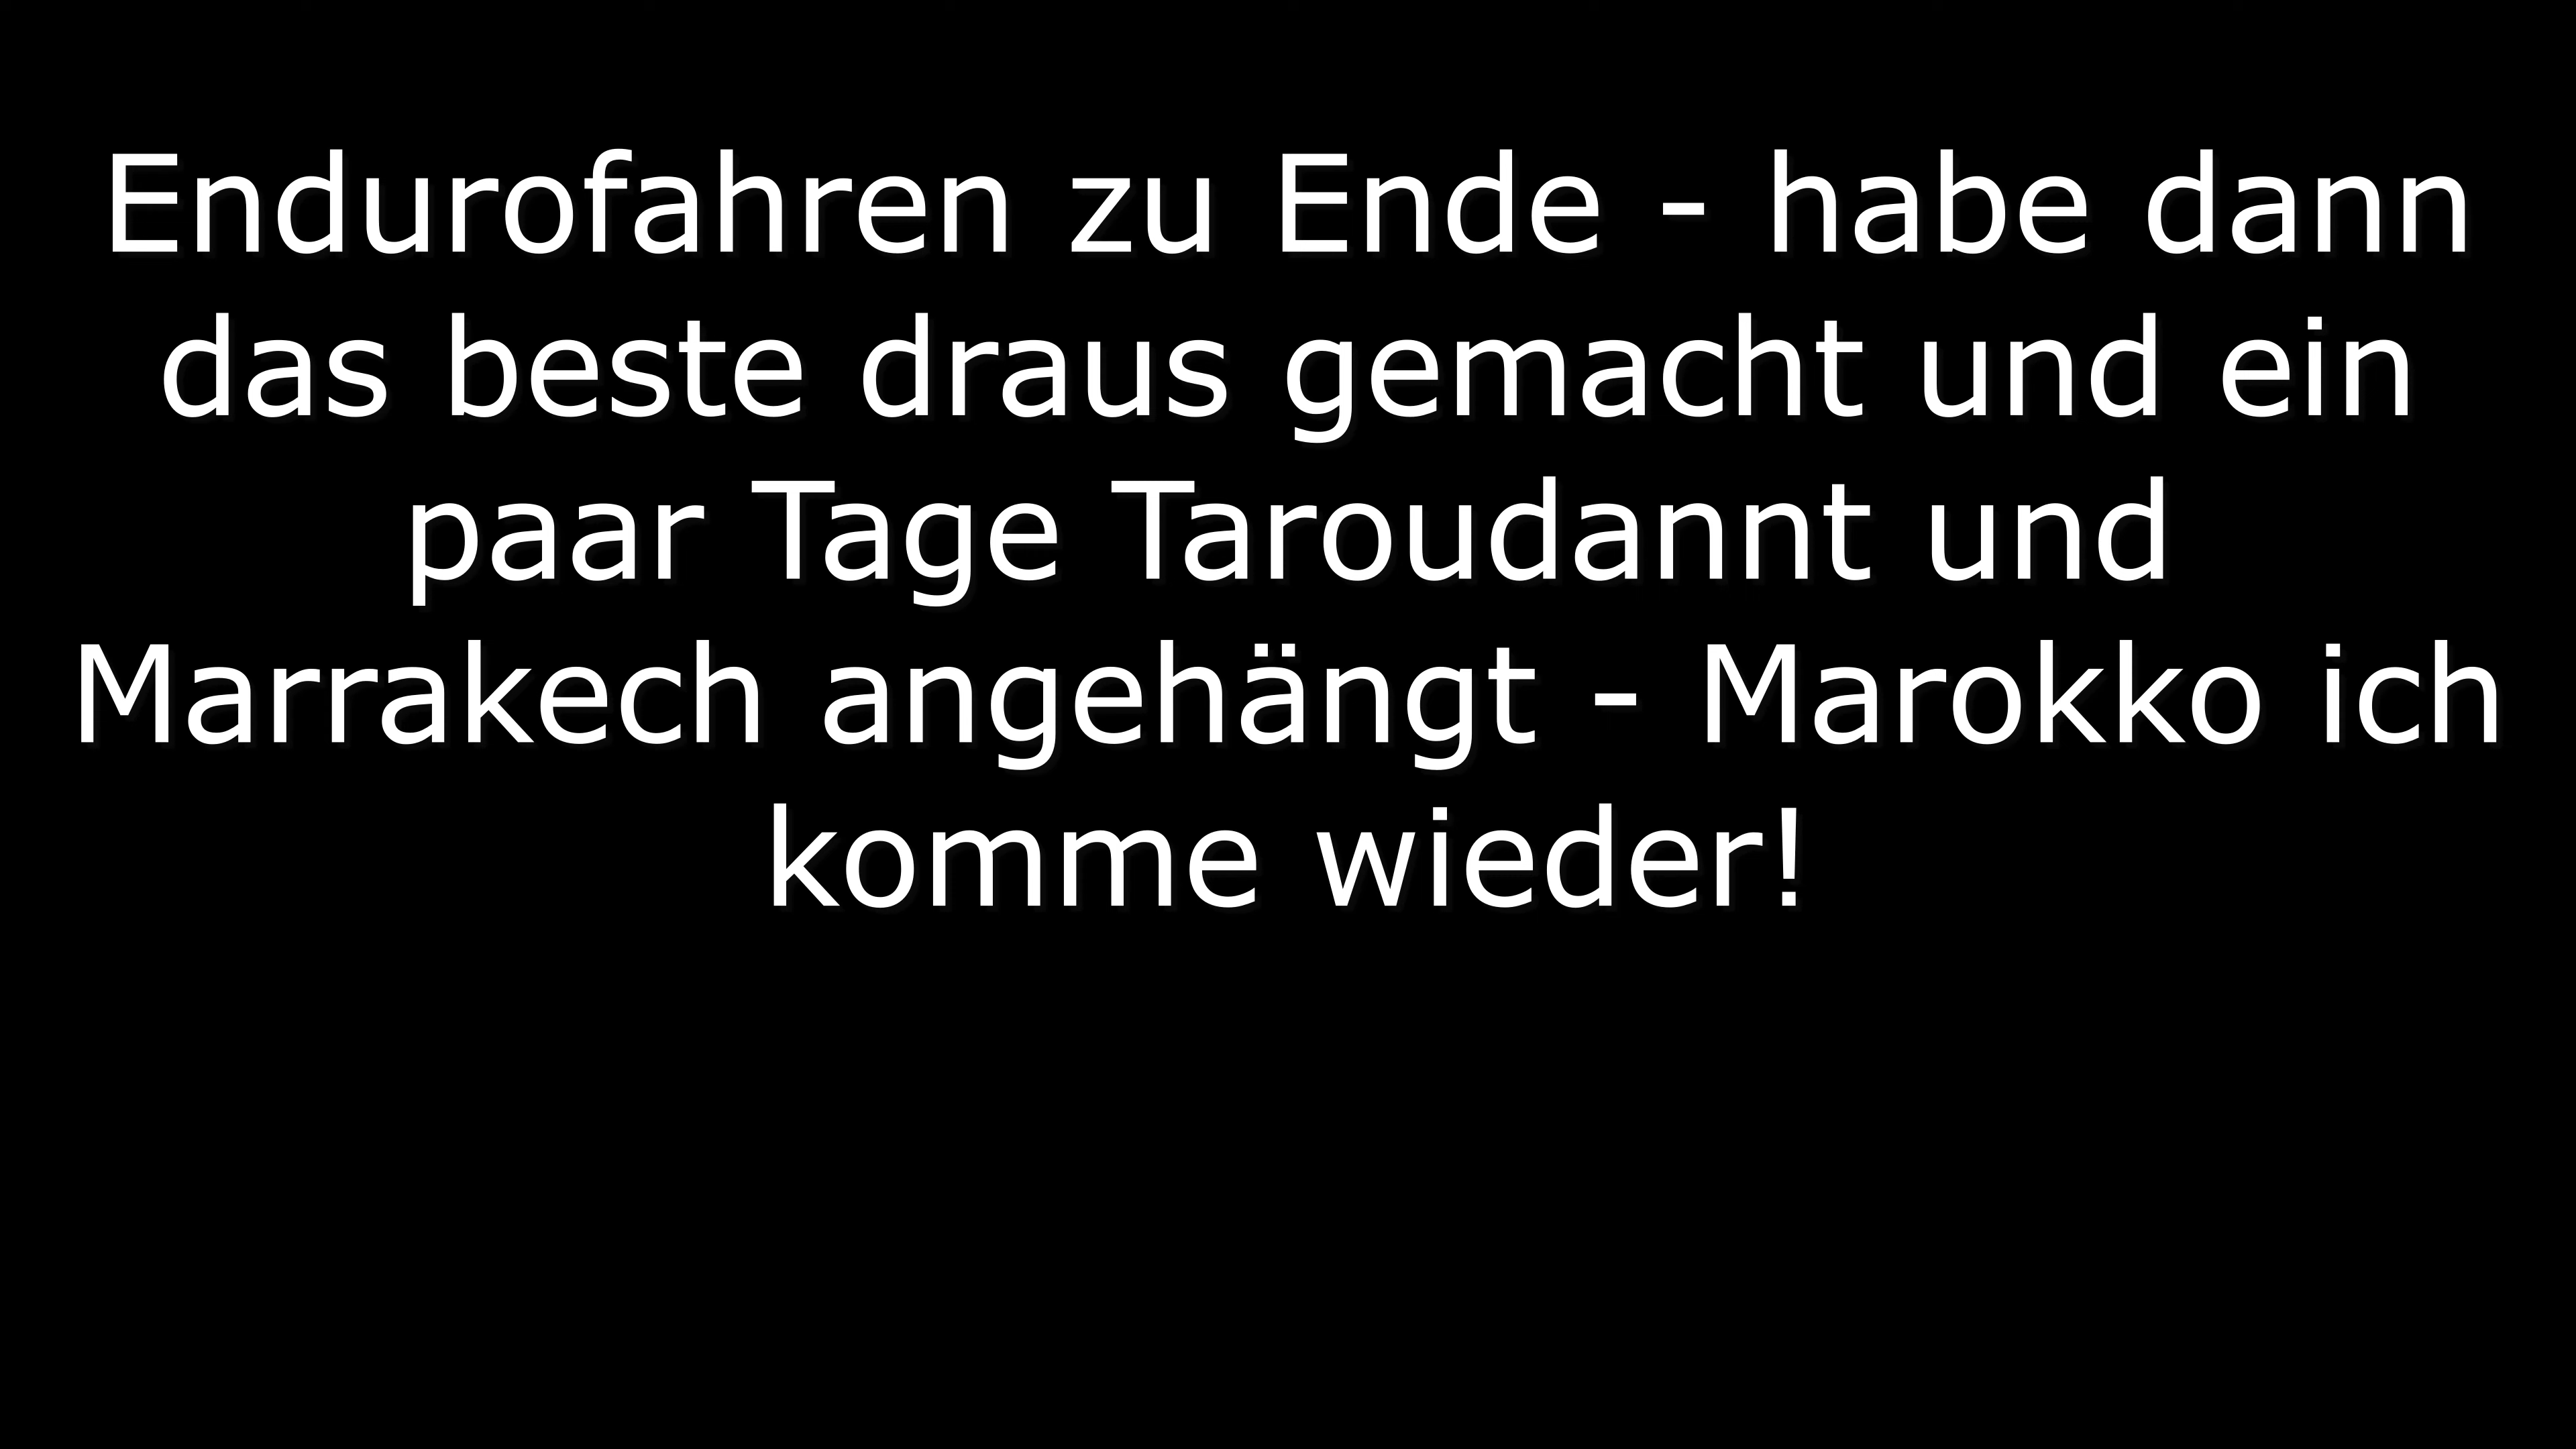 Endurofahren zu Ende - habe dann
das beste draus gemacht und ein
paar Tage Taroudannt und
Marrakech angehängt - Marokko ich
komme wieder!